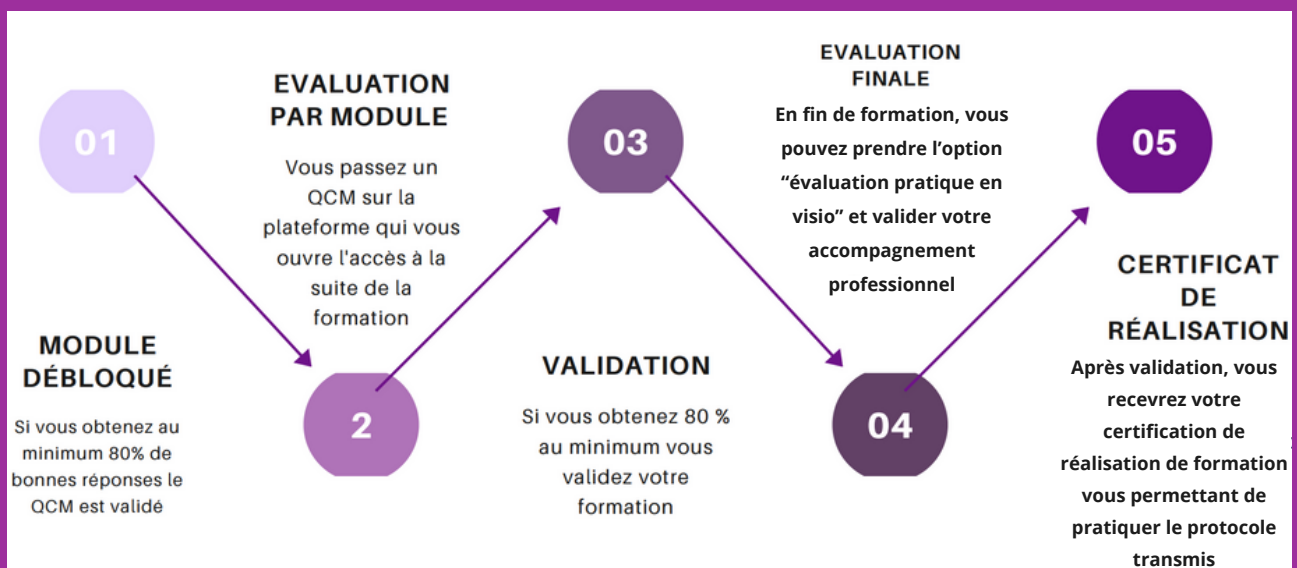 01
MODULE
DÉBLOQUÉ
Si vous obtenez au
minimum 80% de
bonnes réponses le
QCM est validé
EVALUATION
PAR MODULE
Vous passez un
QCM sur la
plateforme qui vous
ouvre l'accès à la
suite de la
formation
2
03
VALIDATION
Si vous obtenez 80 %
au minimum vous
validez votre
formation
EVALUATION
FINALE
En fin de formation, vous
pouvez prendre l’option
“évaluation pratique en
visio” et valider votre
accompagnement
professionnel
04
05
CERTIFICAT
DE
RÉALISATION
Après validation, vous
recevrez votre
certification de
réalisation de formation
vous permettant de
pratiquer le protocole
transmis